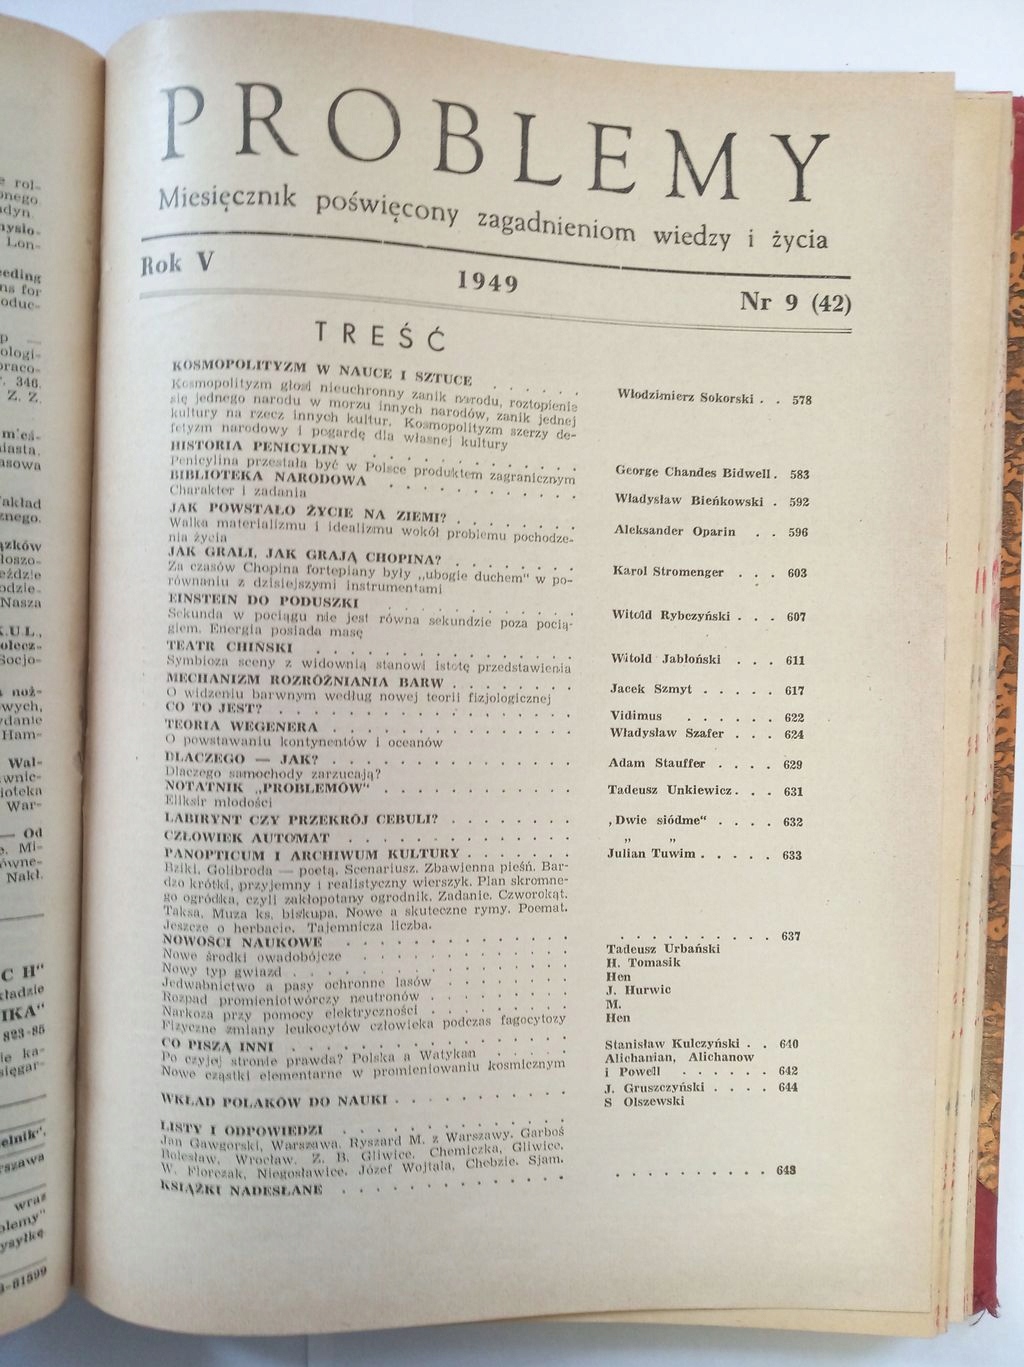 PROBLEMY
Miesięcznik poświęcony zagadnieniom wiedzy i życia
Rok V 1949 Nr 9 (42)
TREŚĆ
KOSMOPOLITYZM W NAUCE I SZTUCE . . . . . . Włodzimierz Sokorski . . 578
Kosmopolityzm głosi nieuchronny zanik narodu, roztopienie
się jednego narodu w morzu innych narodów, zanik jednej
kultury na rzecz innych kultur. Kosmopolityzm szerzy de-
fetyzm narodowy i pogardę dla własnej kultury
HISTORIA PENICYLINY . . . . . . . . . . . . George Chandes Bidwell . 583
Penicylina przestała być w Polsce produktem zagranicznym
BIBLIOTEKA NARODOWA . . . . . . . . . . . Władysław Bieńkowski . 592
Charakter i zadania
JAK POWSTAŁO ŻYCIE NA ZIEMI? . . . . . . . Aleksander Oparin . . 596
Walka materializmu i idealizmu wokół problemu pochodze-
nia życia
JAK GRALI, JAK GRAJĄ CHOPINA? . . . . . . . Karol Stromenger . . . 603
Za czasów Chopina fortepiany były „ubogie duchem" w po-
równaniu z dzisiejszymi instrumentami
EINSTEIN DO PODUSZKI . . . . . . . . . . . Witold Rybczyński . . . 607
Sekunda w pociągu nie jest równa sekundzie poza pocią-
giem. Energia posiada masę
TEATR CHIŃSKI . . . . . . . . . . . . . . Witold Jabłoński . . . 611
Symbioza sceny z widownią stanowi istotę przedstawienia
MECHANIZM ROZRÓŻNIANIA BARW . . . . . . . Jacek Szmyt . . . . . 617
O widzeniu barwnym według nowej teorii fizjologicznej
CO TO JEST? . . . . . . . . . . . . . . . Vidimus . . . . . . 622
TEORIA WEGENERA . . . . . . . . . . . . . Władysław Szafer . . . 624
O powstawaniu kontynentów i oceanów
DLACZEGO — JAK? . . . . . . . . . . . . . Adam Stauffer . . . . 629
Dlaczego samochody zarzucają?
NOTATNIK „PROBLEMÓW" . . . . . . . . . . Tadeusz Unkiewicz . . . 631
Eliksir młodości
LABIRYNT CZY PRZEKRÓJ CEBULI? . . . . . . . „Dwie siódme" . . . . 632
CZŁOWIEK AUTOMAT . . . . . . . . . . . . . " "
PANOPTICUM I ARCHIWUM KULTURY . . . . . . . Julian Tuwim . . . . . 633
Bziki. Golibroda — poetą. Scenariusz. Zbawienna pieśń. Bar-
dzo krótki, przyjemny i realistyczny wierszyk. Plan skromne-
go ogródka, czyli zakłopotany ogrodnik. Zadanie. Czworokąt.
Taksa. Muza ks. biskupa. Nowe a skuteczne rymy. Poemat.
Jeszcze o herbacie. Tajemnicza liczba.
NOWOŚCI NAUKOWE . . . . . . . . . . . . . . . . . . . . . . 637
Nowe środki owadobójcze . . . . . . . . . . . Tadeusz Urbański
Nowy typ gwiazd . . . . . . . . . . . . . . H. Tomasik
Jedwabnictwo a pasy ochronne lasów . . . . . . . Hen
Rozpad promieniotwórczy neutronów . . . . . . . J. Hurwic
Narkoza przy pomocy elektryczności . . . . . . . M.
Fizyczne zmiany leukocytów człowieka podczas fagocytozy Hen
CO PISZĄ INNI . . . . . . . . . . . . . . Stanisław Kulczyński . . 640
Po czyjej stronie prawda? Polska a Watykan . . . . Alichanian, Alichanow
Nowe cząstki elementarne w promieniowaniu kosmicznym i Powell . . . . . . 642
WKŁAD POLAKÓW DO NAUKI . . . . . . . . . . J. Gruszczyński . . . . 644
S Olszewski
LISTY I ODPOWIEDZI . . . . . . . . . . . .
Jan Gawgorski, Warszawa. Ryszard M. z Warszawy. Garboś
Bolesław, Wrocław. Z. B. Gliwice. Chemiczka, Gliwice.
W. Florczak, Niegosławice. Józef Wojtala, Chebzie. Sjam. . . . . . . . . . . 648
KSIĄŻKI NADESŁANE . . . . . . . . . . . . .